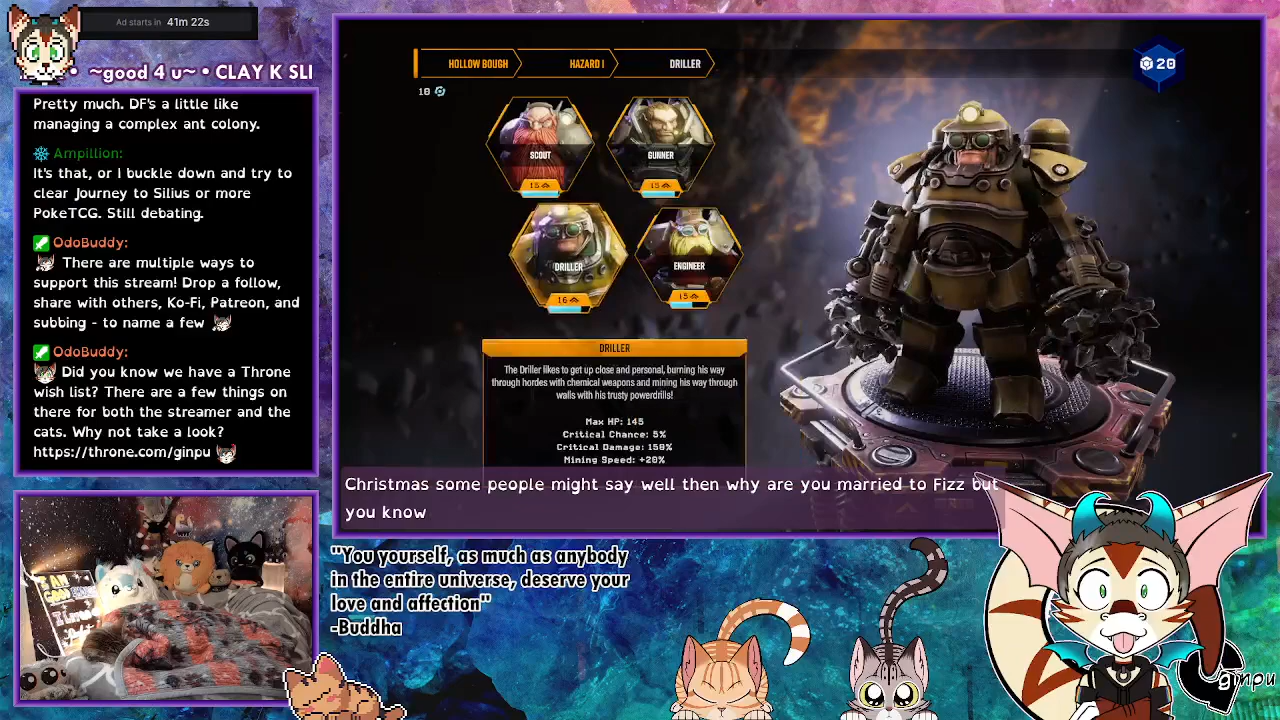 Ad starts in 41m 22s
• ~good 4 u~ • CLAY K SLI
Pretty much. DF's a little like
managing a complex ant colony.
Ampillion:
It's that, or i buckle down and try to
clear Journey to Silius or more
PokeTCG. Still debating.
OdoBuddy:
There are multiple ways to
support this stream! Drop a follow,
share with others, Ko-Fi, Patreon, and
subbing - to name a few
OdoBuddy:
Did you know we have a Throne
wish list? There are a few things on
there for both the streamer and the
cats. Why not take a look?
https://throne.com/ginpu
HOLLOW BOUGH
HAZARD 1
DRILLER
20
10
SCOUT
15
GUNNER
15
DRILLER
16
ENGINEER
15
DRILLER
The Driller likes to get up close and personal, burning his way
through hordes with chemical weapons and mining his way through
walls with his trusty powerdrills!
Max HP: 145
Critical Chance: 5%
Critical Damage: 150%
Mining Speed: +20%
Christmas some people might say well then why are you married to Fizz but
you know
"You yourself, as much as anybody
in the entire universe, deserve your
love and affection"
-Buddha
ginpu